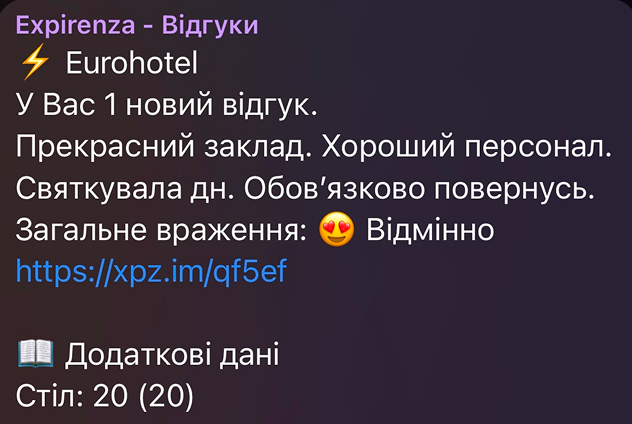 Expirenza - Відгуки
⚡ Eurohotel
У Вас 1 новий відгук.
Прекрасний заклад. Хороший персонал.
Святкувала дн. Обов’язково повернусь.
Загальне враження: 😍 Відмінно
https://xpz.im/qf5ef
📖 Додаткові дані
Стіл: 20 (20)